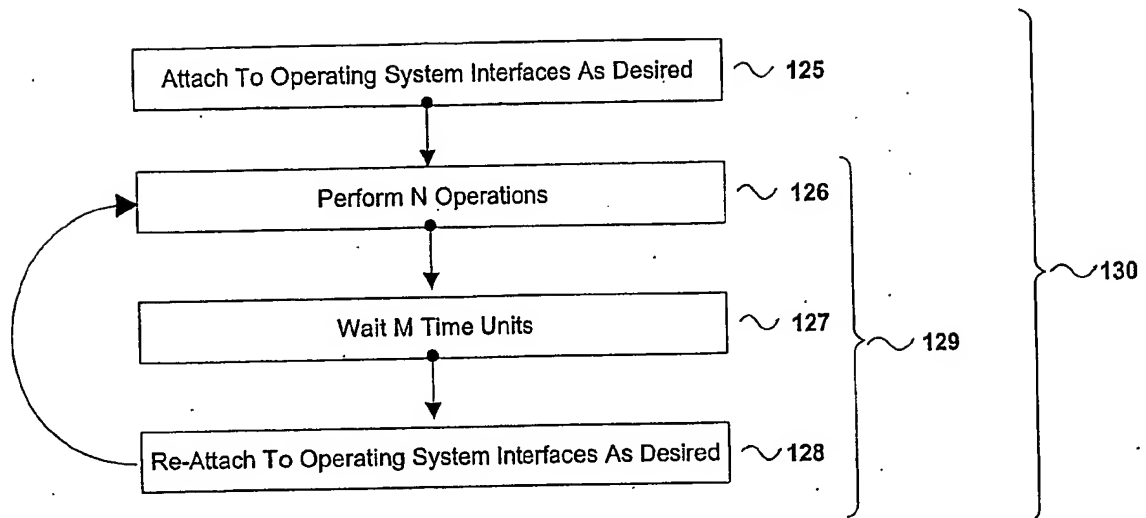 Attach To Operating System Interfaces As Desired 125
Perform N Operations 126
130
Wait M Time Units 127
129
Re-Attach To Operating System Interfaces As Desired 128